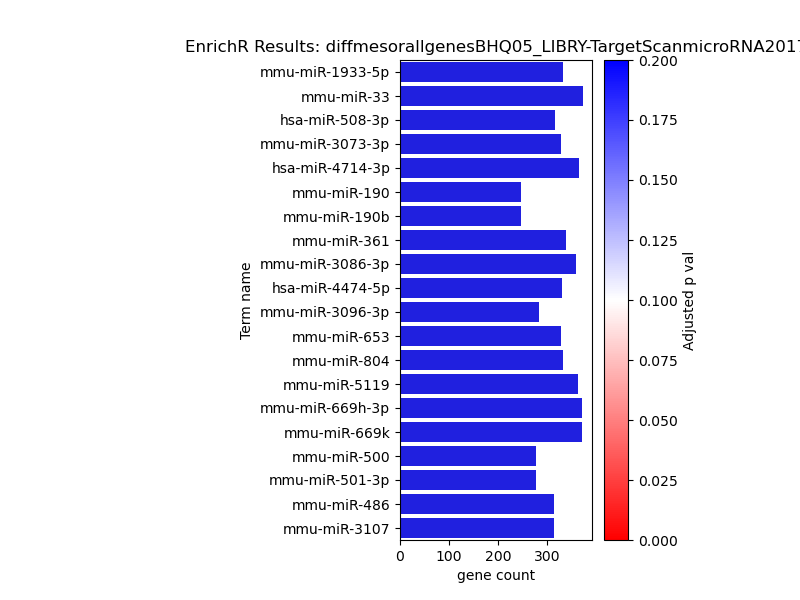 EnrichR Results: diffmesorallgenesBHQ05_LIBRY-TargetScanmicroRNA2017
mmu-miR-1933-5p
mmu-miR-33
hsa-miR-508-3p
mmu-miR-3073-3p
hsa-miR-4714-3p
mmu-miR-190
mmu-miR-190b
mmu-miR-361
mmu-miR-3086-3p
hsa-miR-4474-5p
mmu-miR-3096-3p
mmu-miR-653
mmu-miR-804
mmu-miR-5119
mmu-miR-669h-3p
mmu-miR-669k
mmu-miR-500
mmu-miR-501-3p
mmu-miR-486
mmu-miR-3107
Term name
0 100 200 300
gene count
0.200
0.175
0.150
0.125
0.100
0.075
0.050
0.025
0.000
Adjusted p val